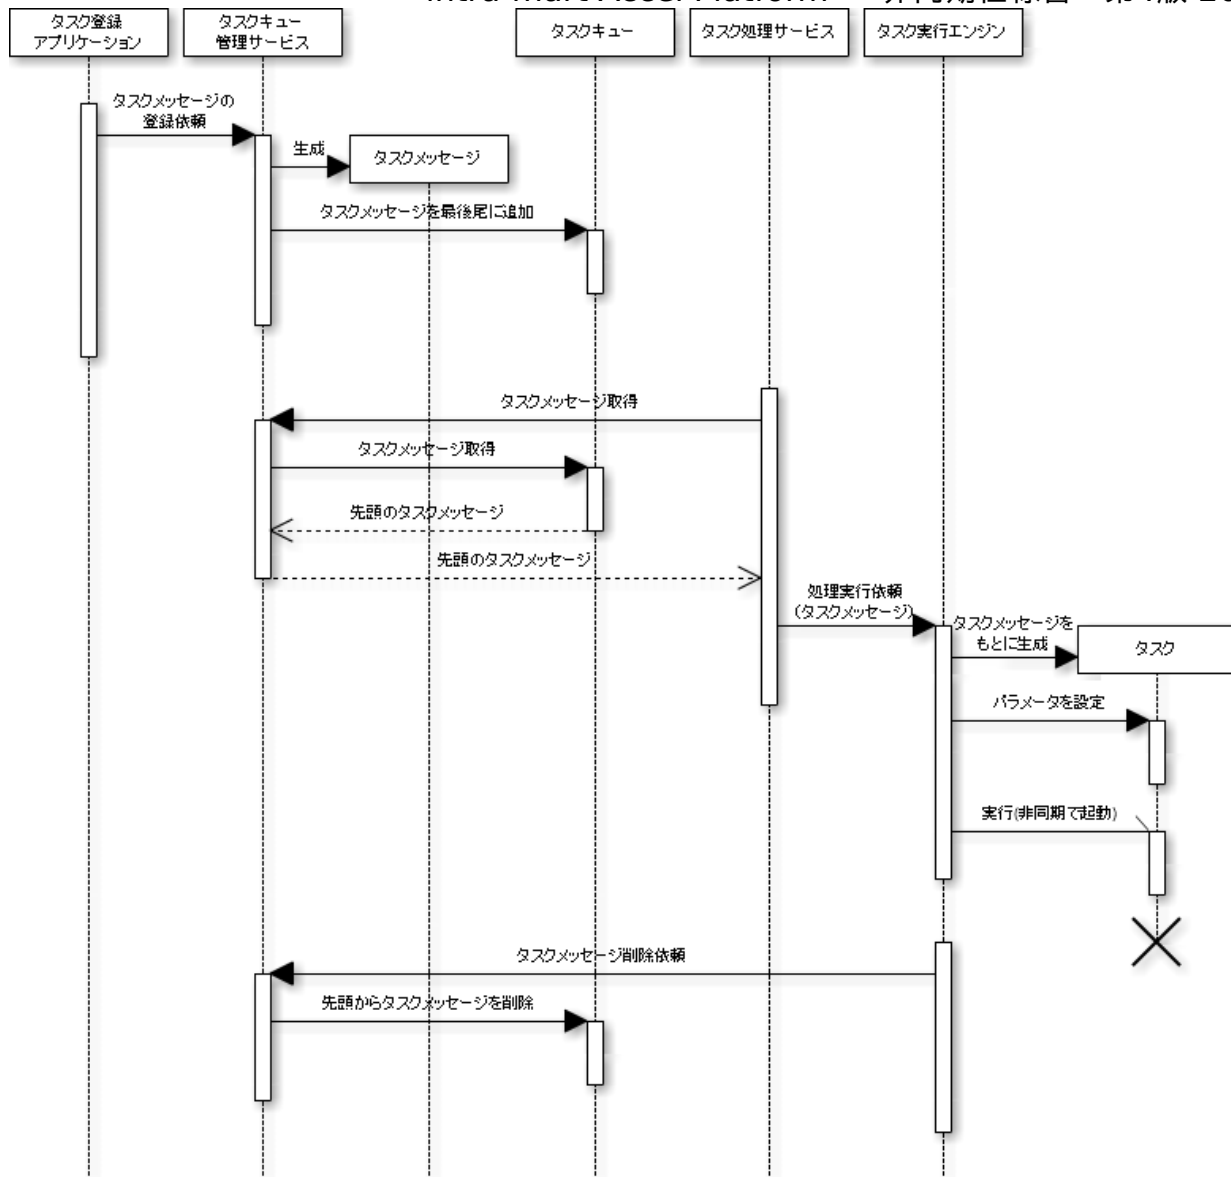 タスク登録
アプリケーション
タスクキュー
管理サービス
タスクキュー
タスク処理サービス
タスク実行エンジン
タスクメッセージの
登録依頼
生成
タスクメッセージ
タスクメッセージを最後尾に追加
タスクメッセージ取得
タスクメッセージ取得
先頭のタスクメッセージ
先頭のタスクメッセージ
処理実行依頼
(タスクメッセージ)
タスクメッセージを
もとに生成
タスク
パラメータを設定
実行(非同期で起動)
タスクメッセージ削除依頼
先頭からタスクメッセージを削除